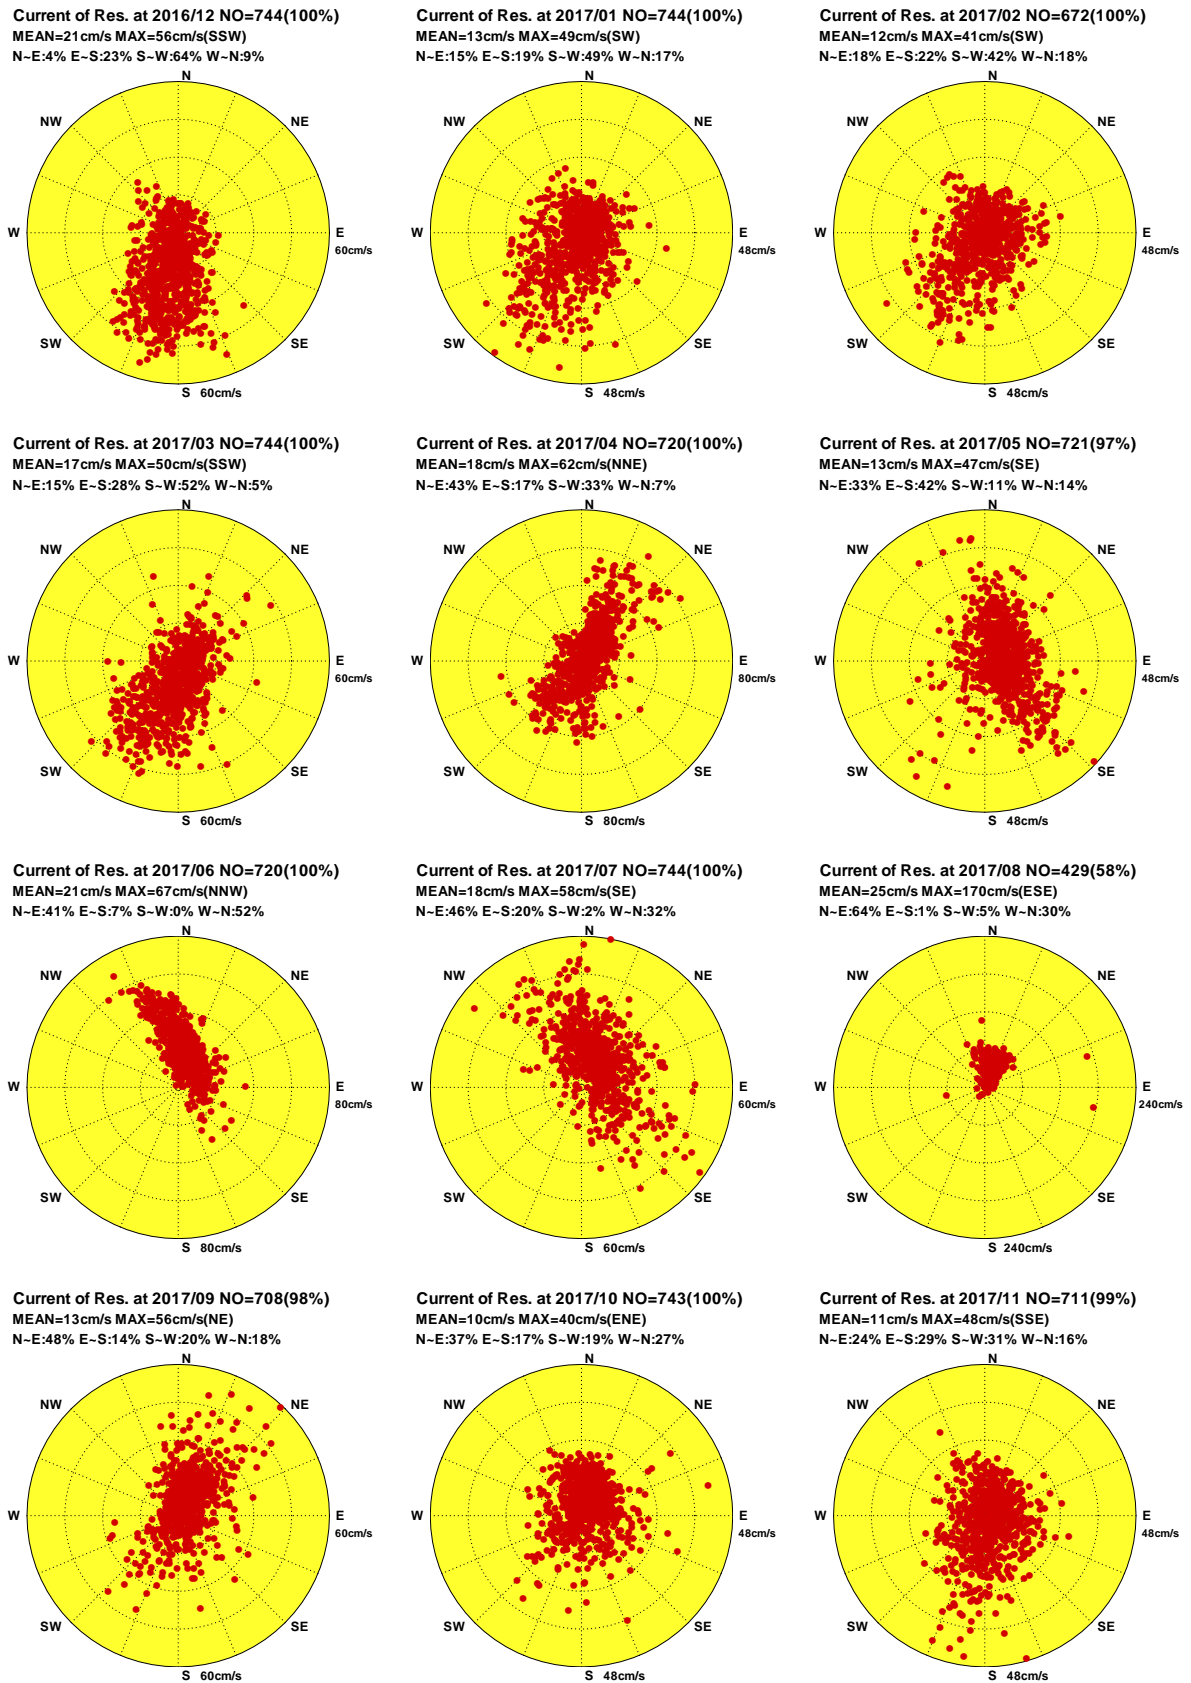 Current of Res. at 2016/12 NO=744(100%)
MEAN=21cm/s MAX=56cm/s(SSW)
N~E:4% E~S:23% S~W:64% W~N:9%
N
NW
NE
W
E
60cm/s
SW
SE
S 60cm/s
Current of Res. at 2017/01 NO=744(100%)
MEAN=13cm/s MAX=49cm/s(SW)
N~E:15% E~S:19% S~W:49% W~N:17%
N
NW
NE
W
E
48cm/s
SW
SE
S 48cm/s
Current of Res. at 2017/02 NO=672(100%)
MEAN=12cm/s MAX=41cm/s(SW)
N~E:18% E~S:22% S~W:42% W~N:18%
N
NW
NE
W
E
48cm/s
SW
SE
S 48cm/s
Current of Res. at 2017/03 NO=744(100%)
MEAN=17cm/s MAX=50cm/s(SSW)
N~E:15% E~S:28% S~W:52% W~N:5%
N
NW
NE
W
E
60cm/s
SW
SE
S 60cm/s
Current of Res. at 2017/04 NO=720(100%)
MEAN=18cm/s MAX=62cm/s(NNE)
N~E:43% E~S:17% S~W:33% W~N:7%
N
NW
NE
W
E
80cm/s
SW
SE
S 80cm/s
Current of Res. at 2017/05 NO=721(97%)
MEAN=13cm/s MAX=47cm/s(SE)
N~E:33% E~S:42% S~W:11% W~N:14%
N
NW
NE
W
E
48cm/s
SW
SE
S 48cm/s
Current of Res. at 2017/06 NO=720(100%)
MEAN=21cm/s MAX=67cm/s(NNW)
N~E:41% E~S:7% S~W:0% W~N:52%
N
NW
NE
W
E
80cm/s
SW
SE
S 80cm/s
Current of Res. at 2017/07 NO=744(100%)
MEAN=18cm/s MAX=58cm/s(SE)
N~E:46% E~S:20% S~W:2% W~N:32%
N
NW
NE
W
E
60cm/s
SW
SE
S 60cm/s
Current of Res. at 2017/08 NO=429(58%)
MEAN=25cm/s MAX=170cm/s(ESE)
N~E:64% E~S:1% S~W:5% W~N:30%
N
NW
NE
W
E
240cm/s
SW
SE
S 240cm/s
Current of Res. at 2017/09 NO=708(98%)
MEAN=13cm/s MAX=56cm/s(NE)
N~E:48% E~S:14% S~W:20% W~N:18%
N
NW
NE
W
E
60cm/s
SW
SE
S 60cm/s
Current of Res. at 2017/10 NO=743(100%)
MEAN=10cm/s MAX=40cm/s(ENE)
N~E:37% E~S:17% S~W:19% W~N:27%
N
NW
NE
W
E
48cm/s
SW
SE
S 48cm/s
Current of Res. at 2017/11 NO=711(99%)
MEAN=11cm/s MAX=48cm/s(SSE)
N~E:24% E~S:29% S~W:31% W~N:16%
N
NW
NE
W
E
48cm/s
SW
SE
S 48cm/s